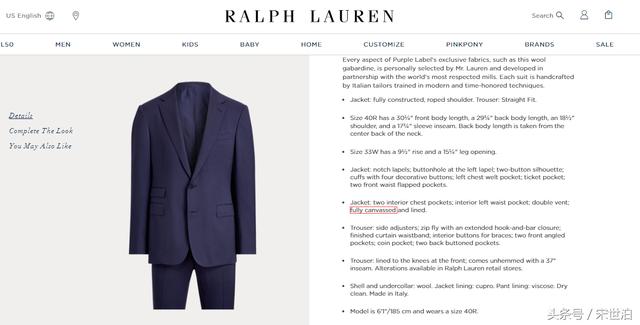 US English
RALPH LAUREN
Search
L50
MEN
WOMEN
KIDS
BABY
HOME
CUSTOMIZE
PINKPONY
BRANDS
SALE
Details
Complete The Look
You May Also Like
Every aspect of Purple Label's exclusive fabrics, such as this wool
gabardine, is personally selected by Mr. Lauren and developed in
partnership with the world's most respected mills. Each suit is handcrafted
by Italian tailors trained in modern and time-honored techniques.
• Jacket: fully constructed, roped shoulder. Trouser: Straight Fit.
• Size 40R has a 30¼" front body length, a 29¾" back body length, an 18½"
shoulder, and a 17¾" sleeve inseam. Back body length is taken from the
center back of the neck.
• Size 33W has a 9½" rise and a 15¼" leg opening.
• Jacket: notch lapels; buttonhole at the left lapel; two-button silhouette;
cuffs with four decorative buttons; left chest welt pocket; ticket pocket;
two front waist flapped pockets.
• Jacket: two interior chest pockets; interior left waist pocket; double vent;
fully canvassed and lined.
• Trouser: side adjusters; zip fly with an extended hook-and-bar closure;
finished curtain waistband; interior buttons for braces; two front angled
pockets; coin pocket; two back buttoned pockets.
• Trouser: lined to the knees at the front; comes unhemmed with a 37"
inseam. Alterations available in Ralph Lauren retail stores.
• Shell and undercollar: wool. Jacket lining: cupro. Pant lining: viscose. Dry
clean. Made in Italy.
• Model is 6'1"/185 cm and wears a size 40R.
头条号 / 宋世泊